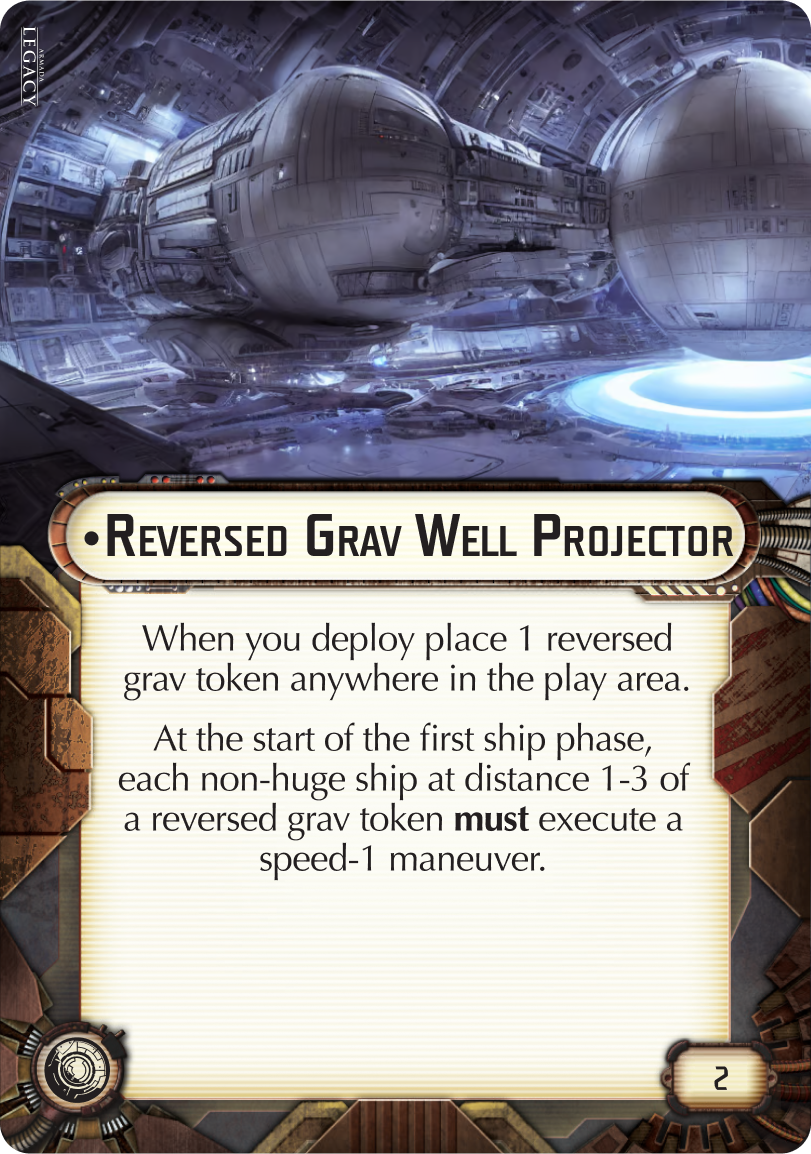 ARMADA
LEGACY
•Reversed Grav Well Projector
When you deploy place 1 reversed
grav token anywhere in the play area.
At the start of the first ship phase,
each non-huge ship at distance 1-3 of
a reversed grav token must execute a
speed-1 maneuver.
2